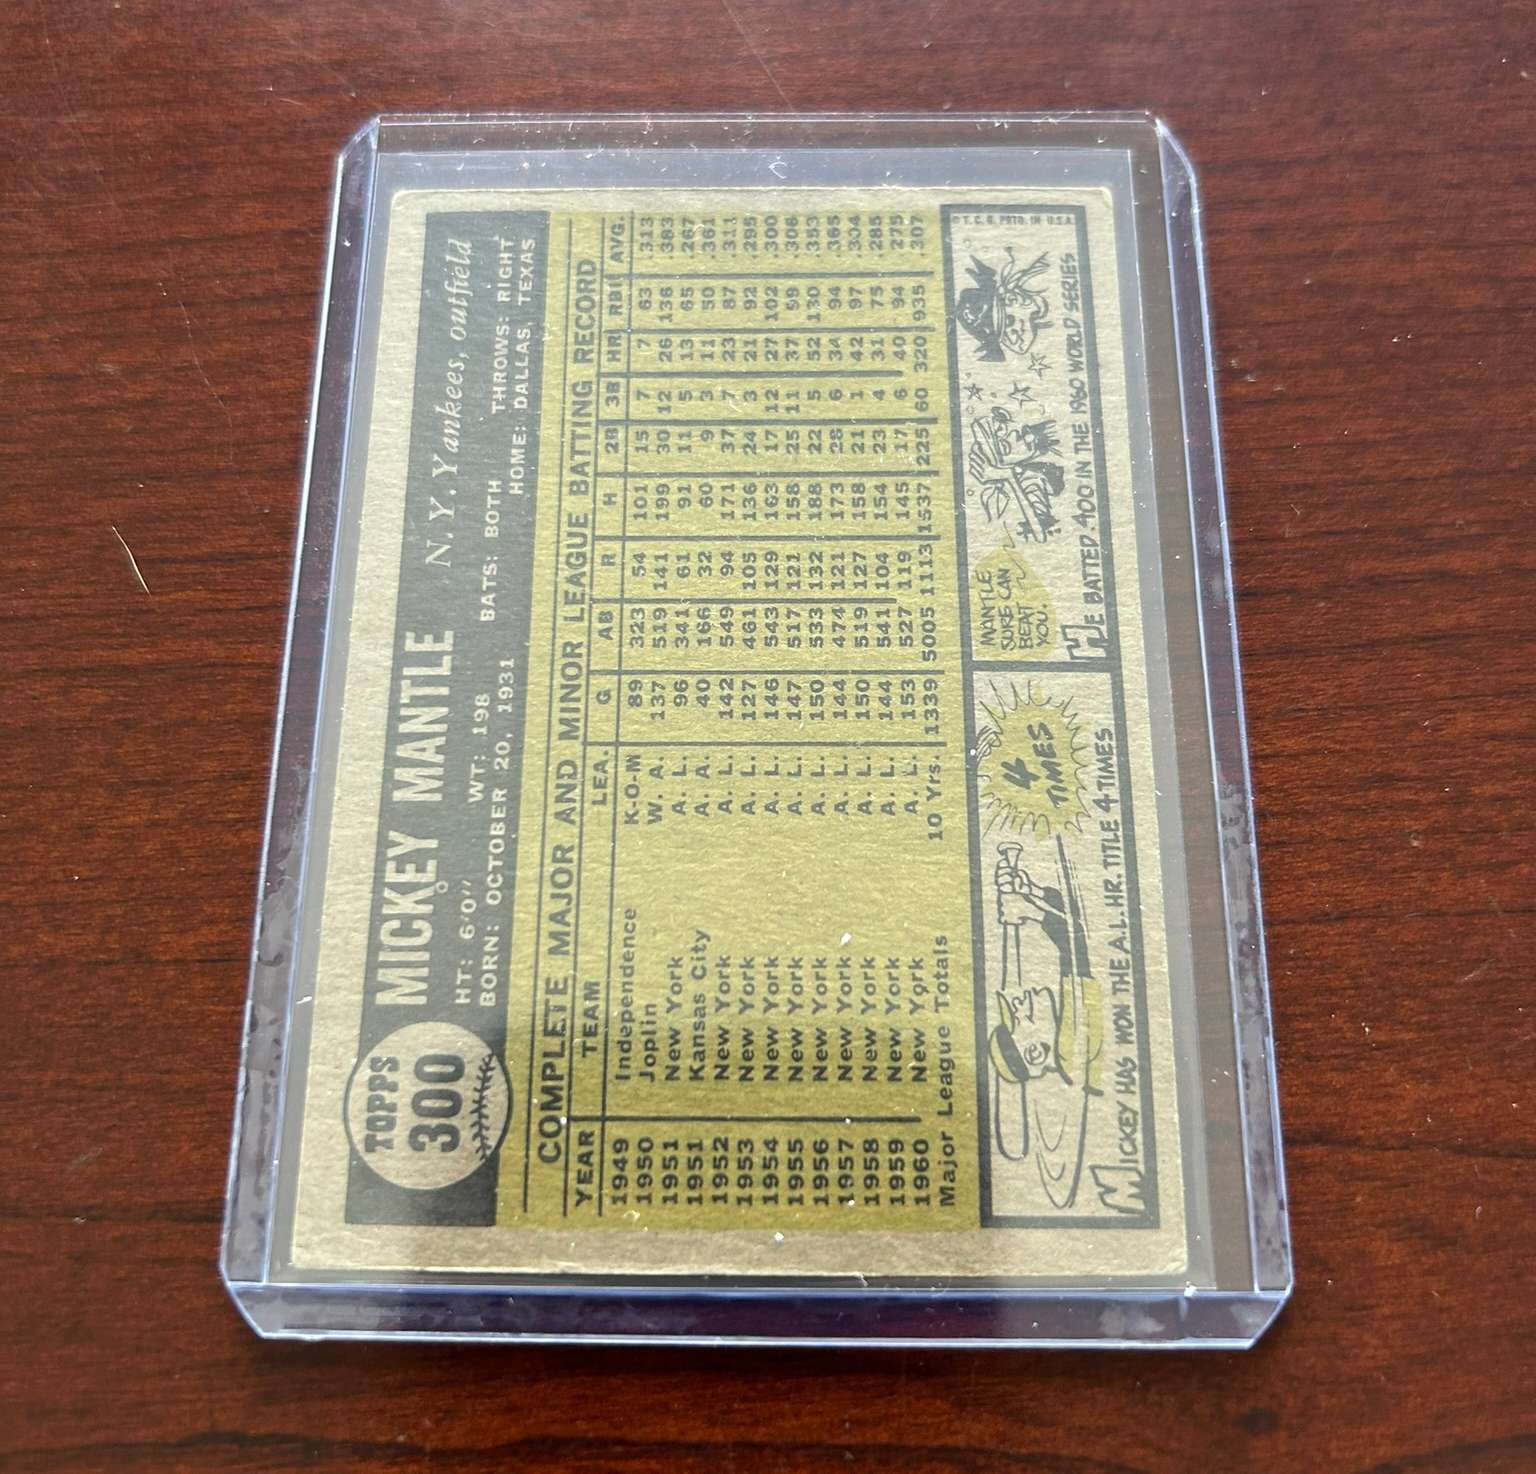 TOPPS
300
MICKEY MANTLE N.Y. Yankees, outfield
HT: 6'0" WT: 198 BATS: BOTH THROWS: RIGHT
BORN: OCTOBER 20, 1931 HOME: DALLAS, TEXAS
COMPLETE MAJOR AND MINOR LEAGUE BATTING RECORD
YEAR TEAM LEA. G AB R H 2B 3B HR RBI AVG.
1949 Independence K-O-M 89 323 54 101 15 7 7 63 .313
1950 Joplin W. A. 137 519 141 199 30 12 26 136 .383
1951 New York A. L. 96 341 61 91 11 5 13 65 .267
1951 Kansas City A. A. 40 166 32 60 9 3 11 50 .361
1952 New York A. L. 142 549 94 171 37 7 23 87 .311
1953 New York A. L. 127 461 105 136 24 3 21 92 .295
1954 New York A. L. 146 543 129 163 17 12 27 102 .300
1955 New York A. L. 147 517 121 158 25 11 37 99 .306
1956 New York A. L. 150 533 132 188 22 5 52 130 .353
1957 New York A. L. 144 474 121 173 28 6 34 94 .365
1958 New York A. L. 150 519 127 158 21 1 42 97 .304
1959 New York A. L. 144 541 104 154 23 4 31 75 .285
1960 New York A. L. 153 527 119 145 17 6 40 94 .275
Major League Totals 10 Yrs. 1339 5005 1113 1537 225 60 320 935 .307
4
TIMES
MICKEY HAS WON THE A.L. HR. TITLE 4 TIMES
MANTLE
SURE CAN
BEAT
YOU.
HE BATTED .400 IN THE 1960 WORLD SERIES
© T. C. G. PRTD. IN U.S.A.